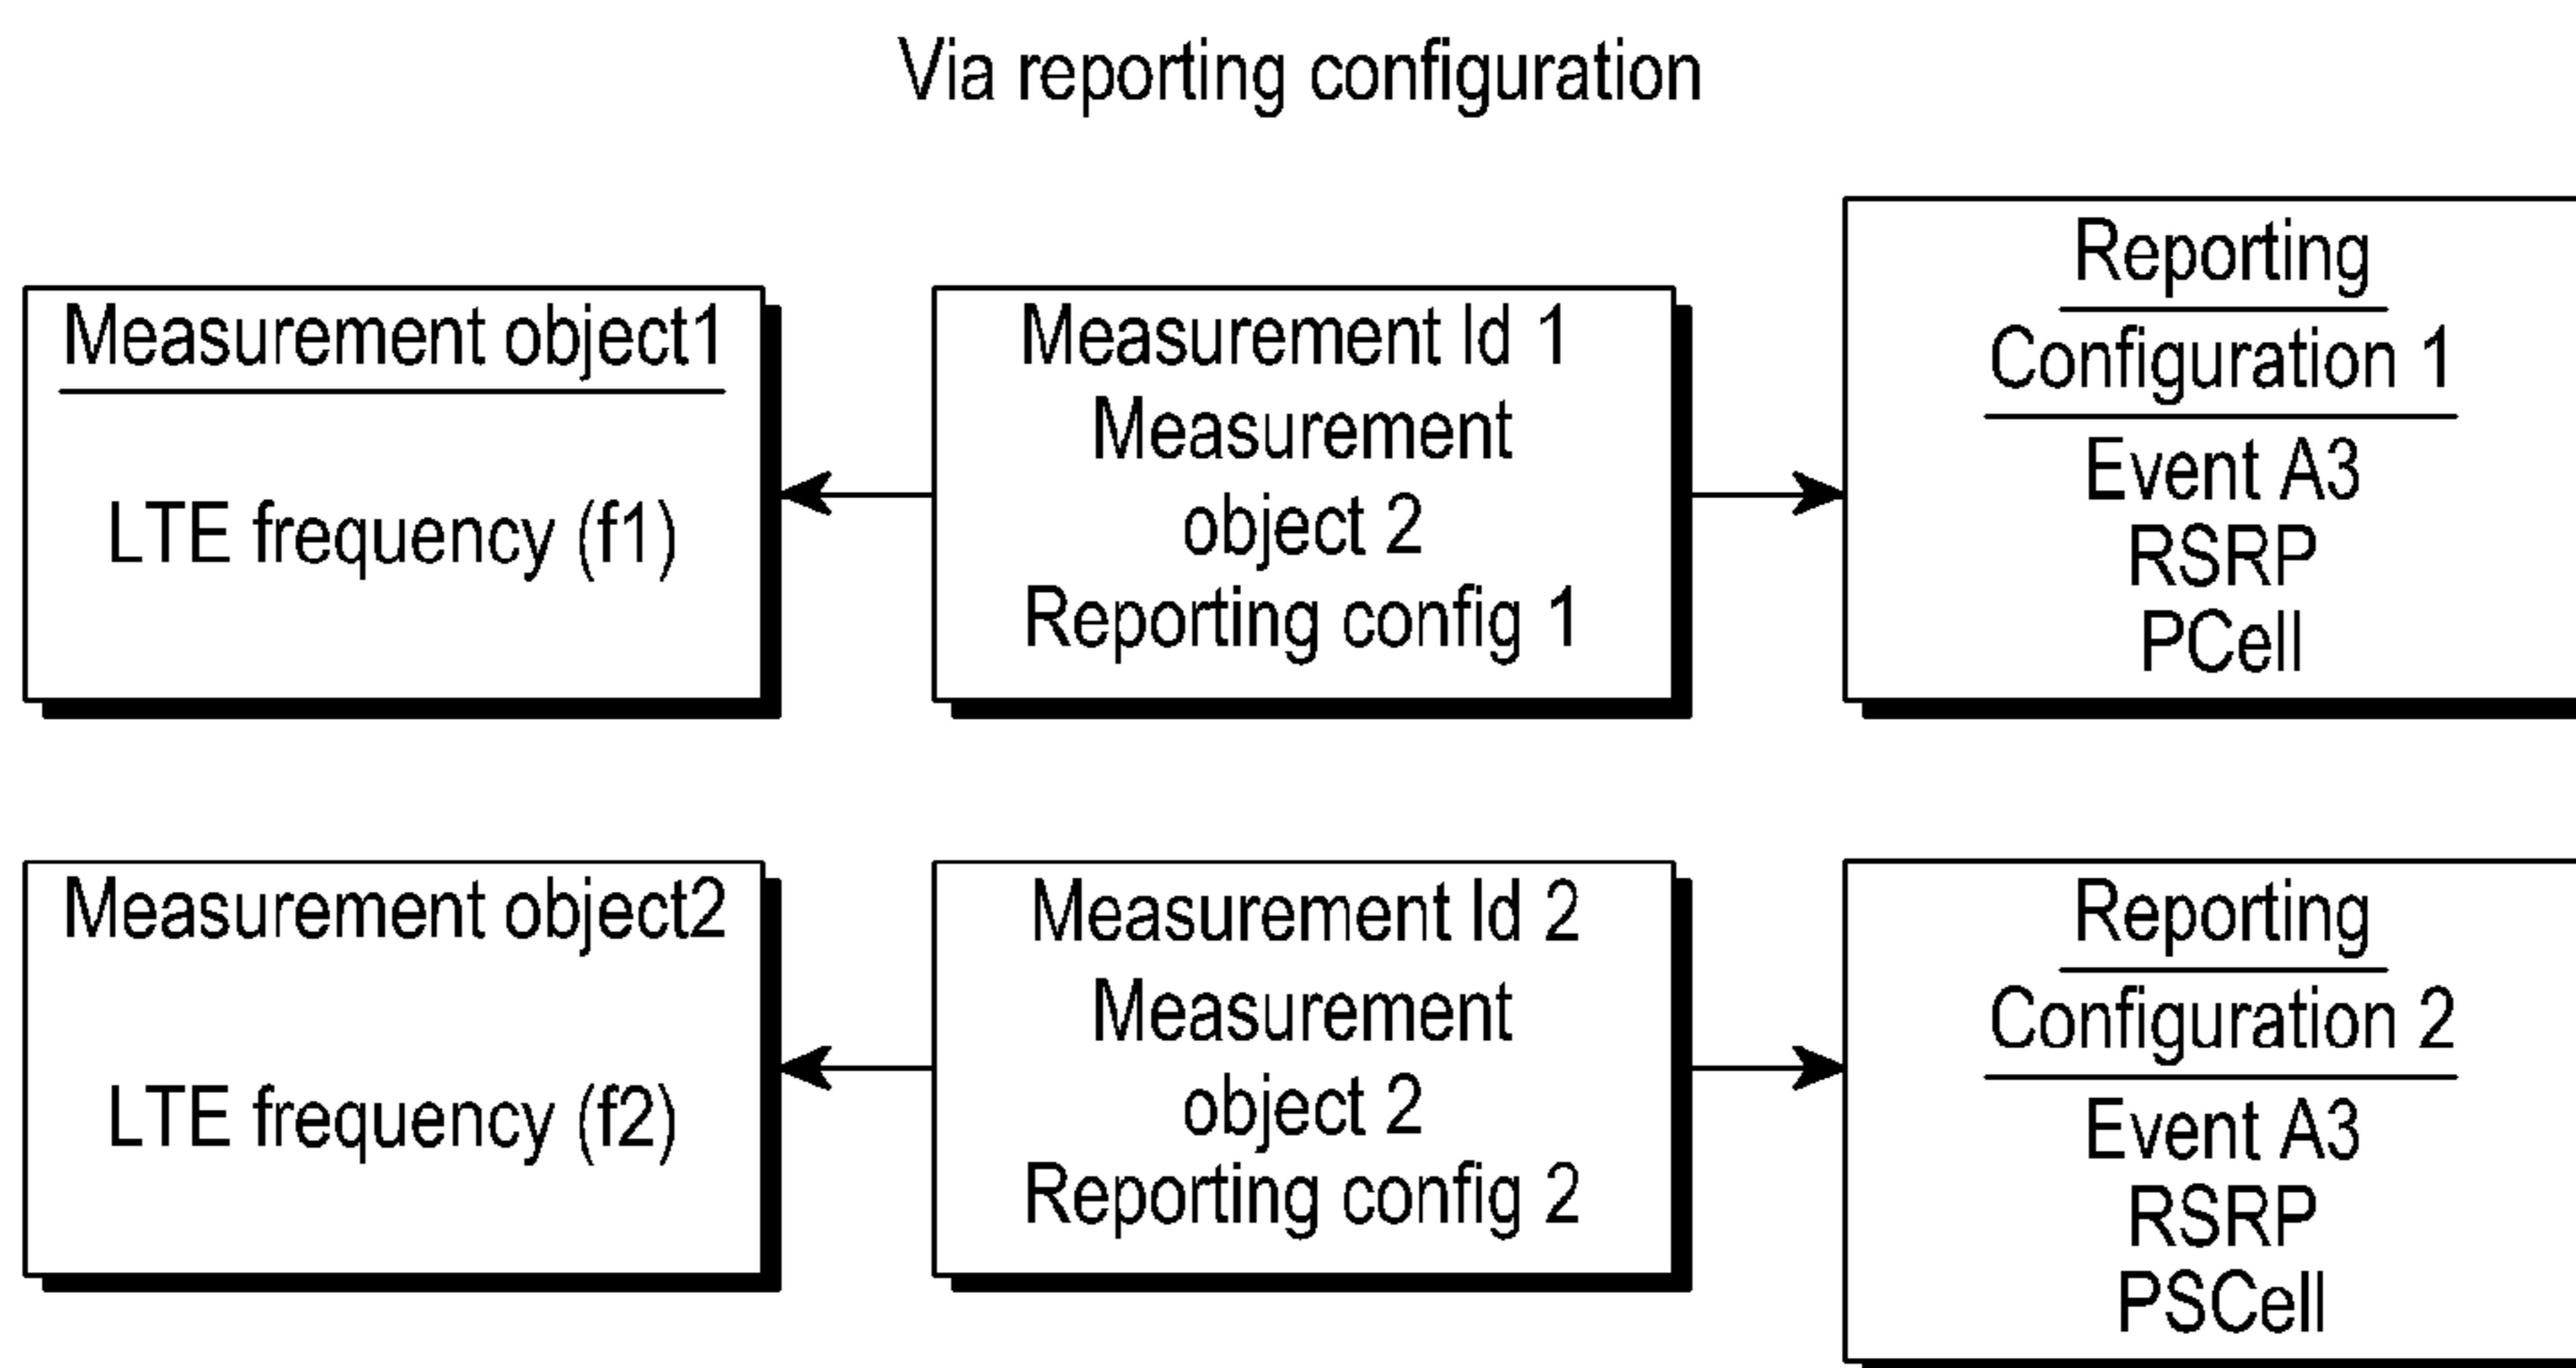 Via reporting configuration
Measurement object1
LTE frequency (f1)
Measurement Id 1
Measurement
object 2
Reporting config 1
Reporting
Configuration 1
Event A3
RSRP
PCell
Measurement object2
LTE frequency (f2)
Measurement Id 2
Measurement
object 2
Reporting config 2
Reporting
Configuration 2
Event A3
RSRP
PSCell